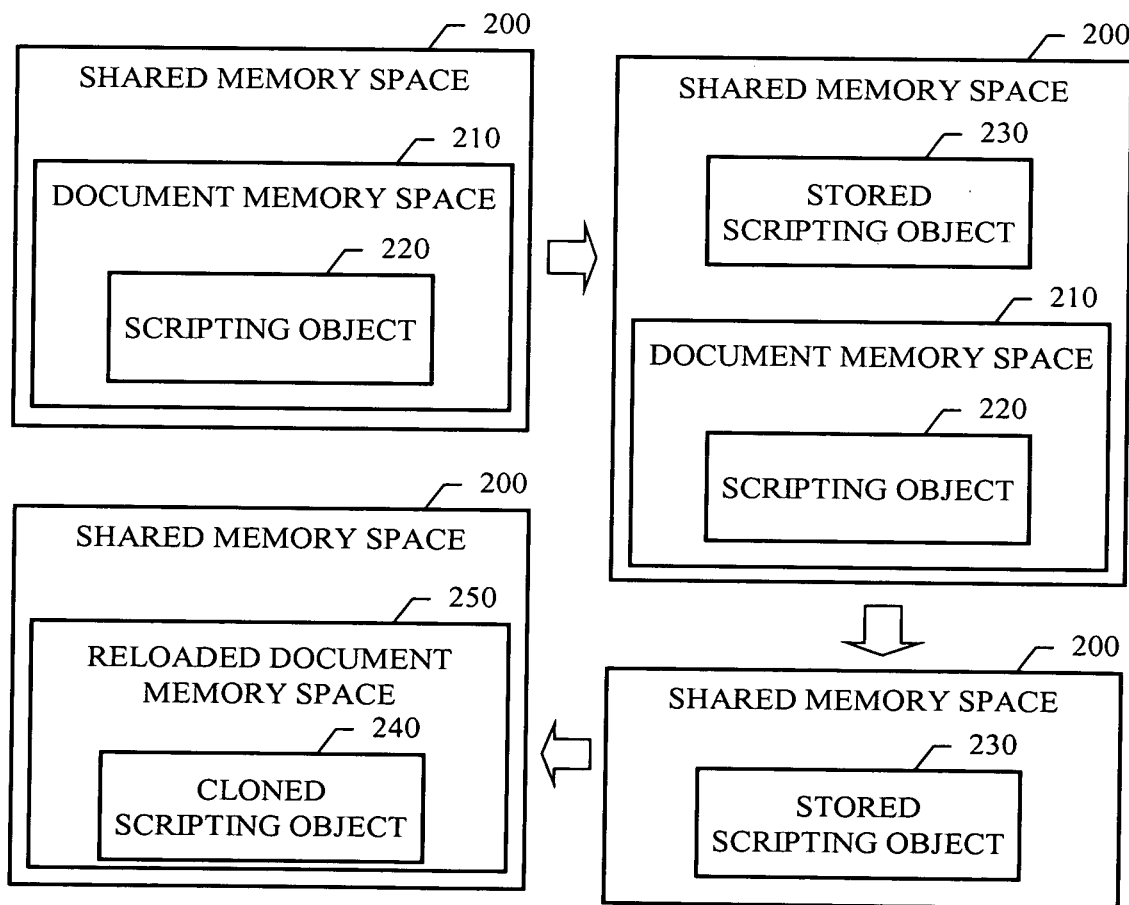 200
SHARED MEMORY SPACE
210
DOCUMENT MEMORY SPACE
220
SCRIPTING OBJECT
200
SHARED MEMORY SPACE
230
STORED
SCRIPTING OBJECT
210
DOCUMENT MEMORY SPACE
220
SCRIPTING OBJECT
200
SHARED MEMORY SPACE
230
STORED
SCRIPTING OBJECT
200
SHARED MEMORY SPACE
250
RELOADED DOCUMENT
MEMORY SPACE
240
CLONED
SCRIPTING OBJECT